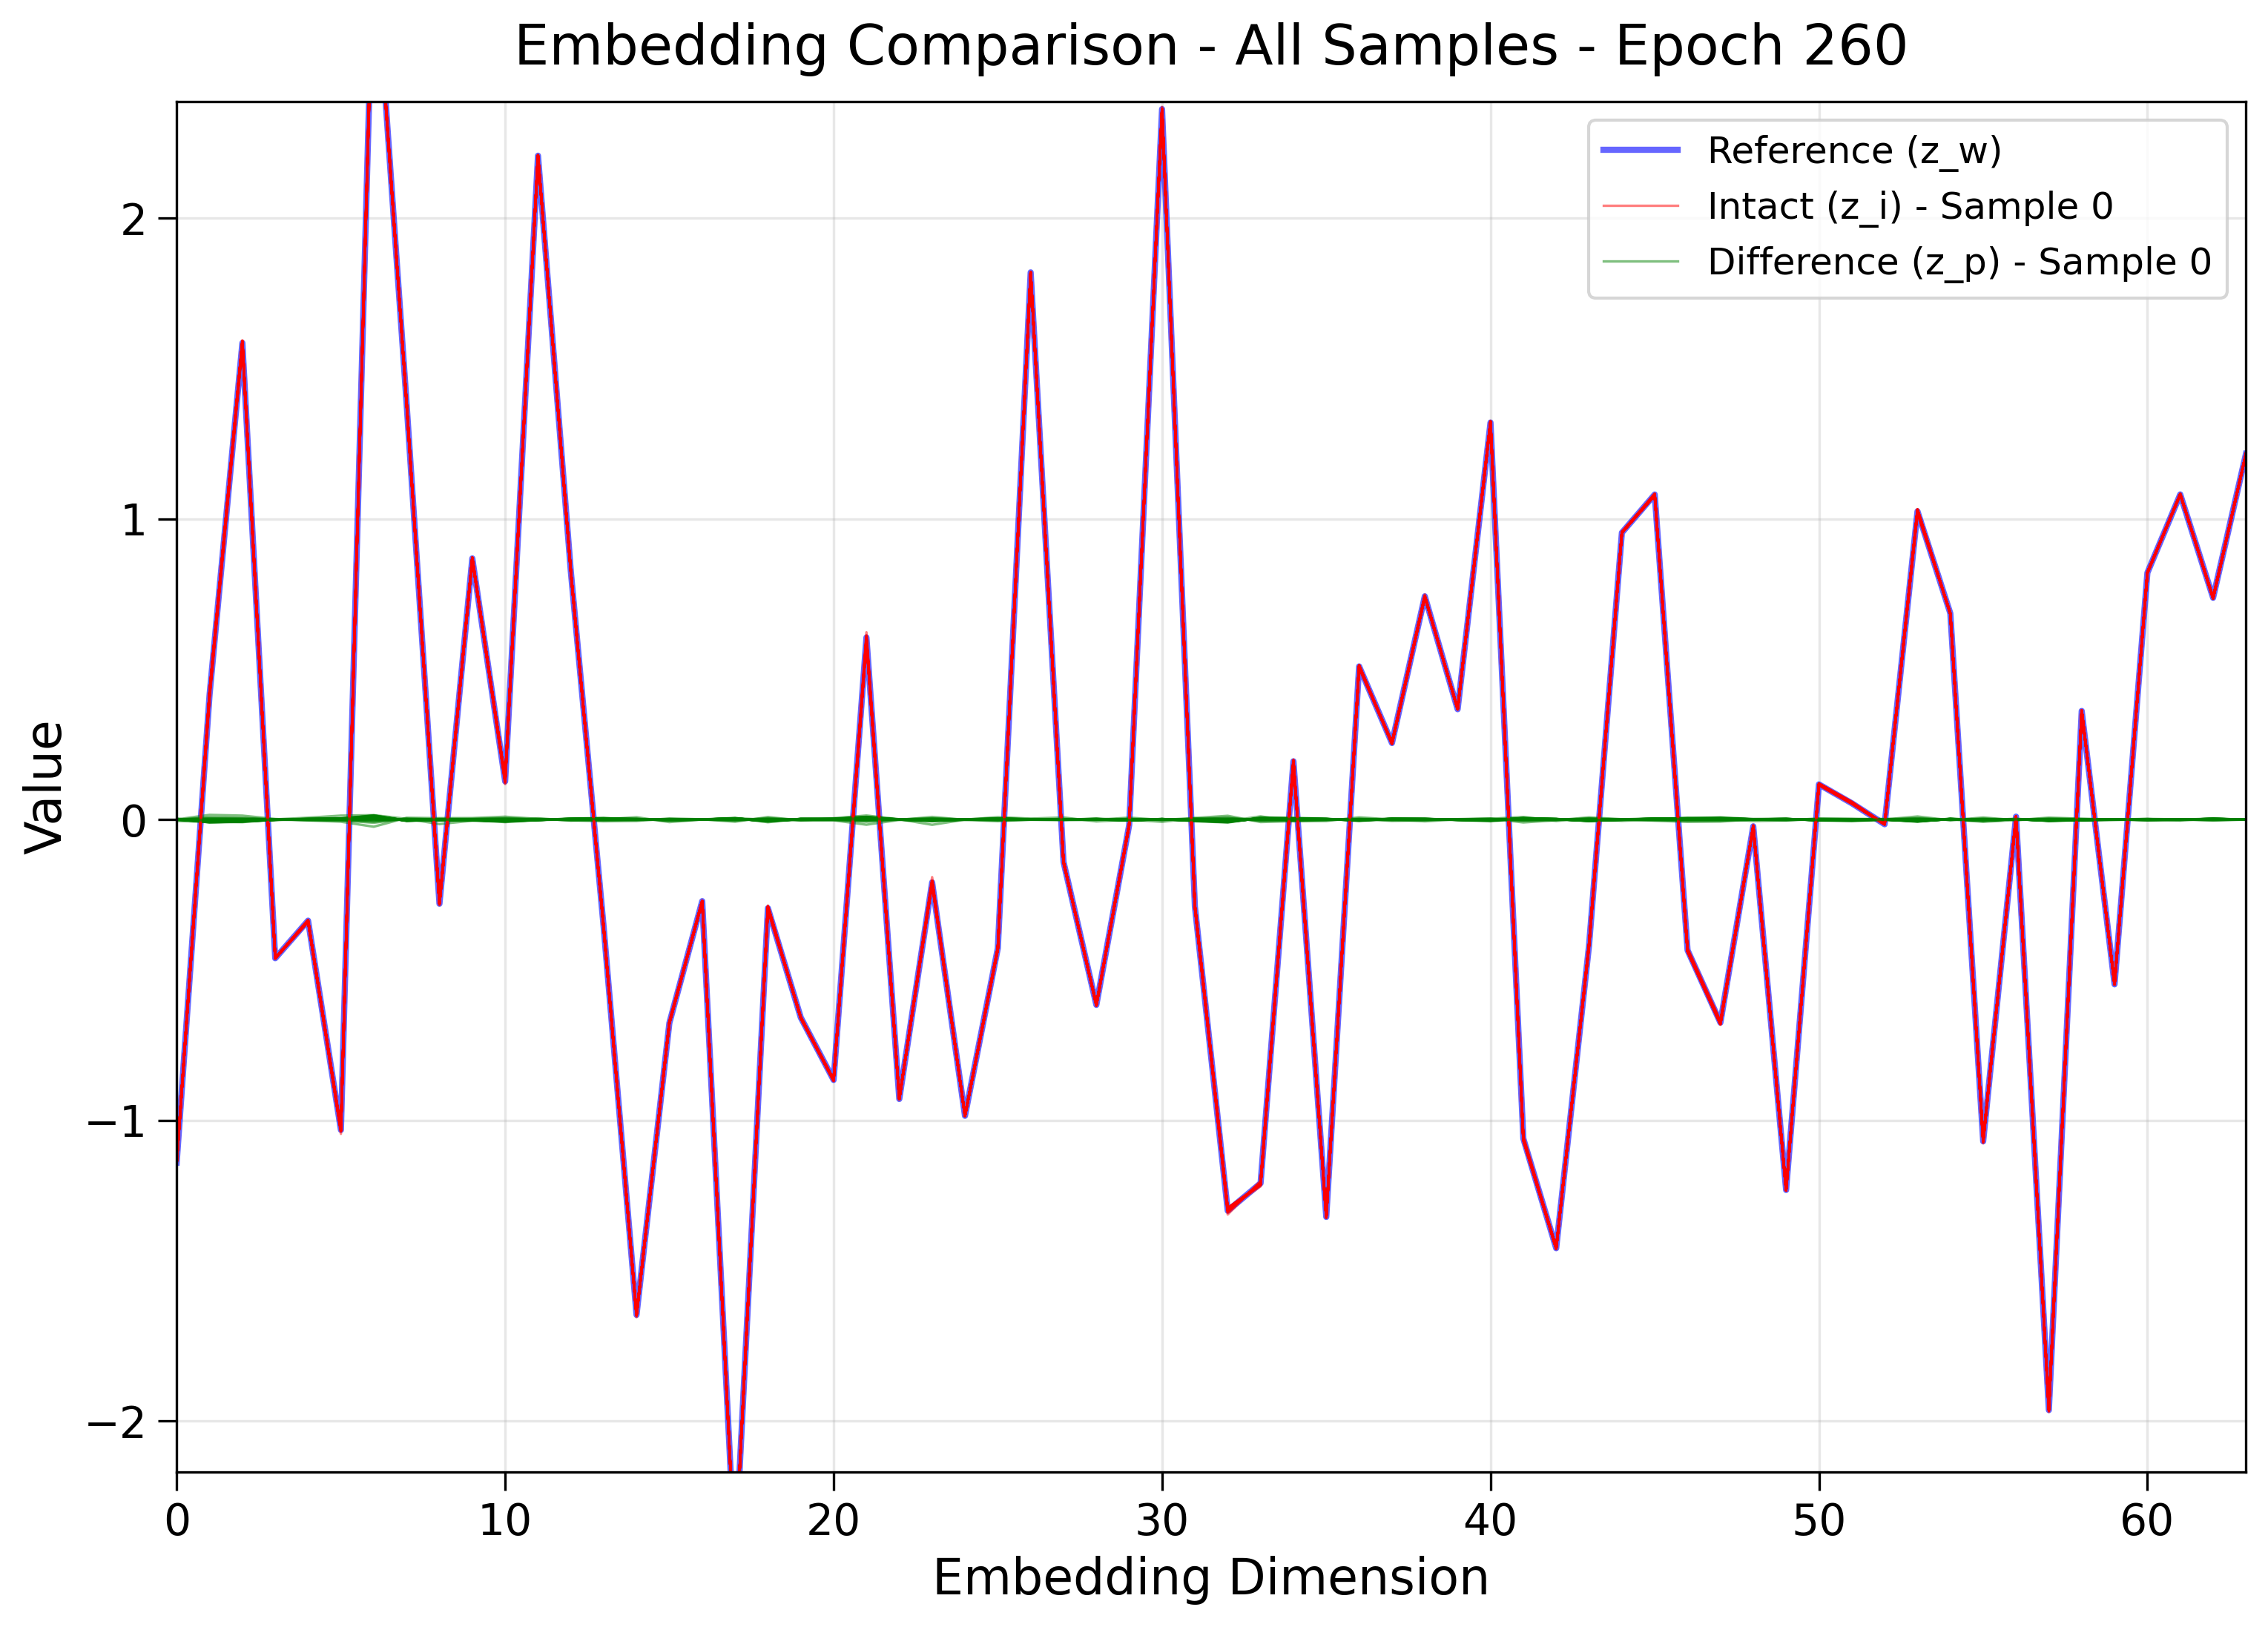 Embedding Comparison - All Samples - Epoch 260
Reference (z_w)
Intact (z_i) - Sample 0
Difference (z_p) - Sample 0
Value
2
1
0
−1
−2
0 10 20 30 40 50 60
Embedding Dimension